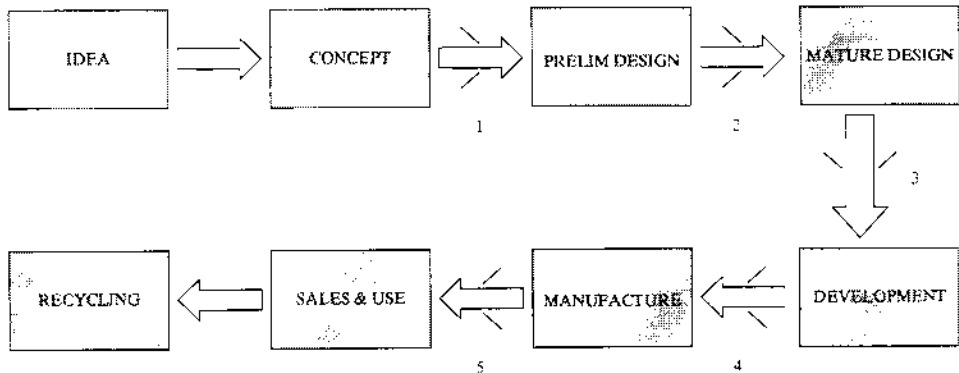 IDEA
CONCEPT
PRELIM DESIGN
MATURE DESIGN
1
2
3
RECYCLING
SALES & USE
MANUFACTURE
DEVELOPMENT
5
4